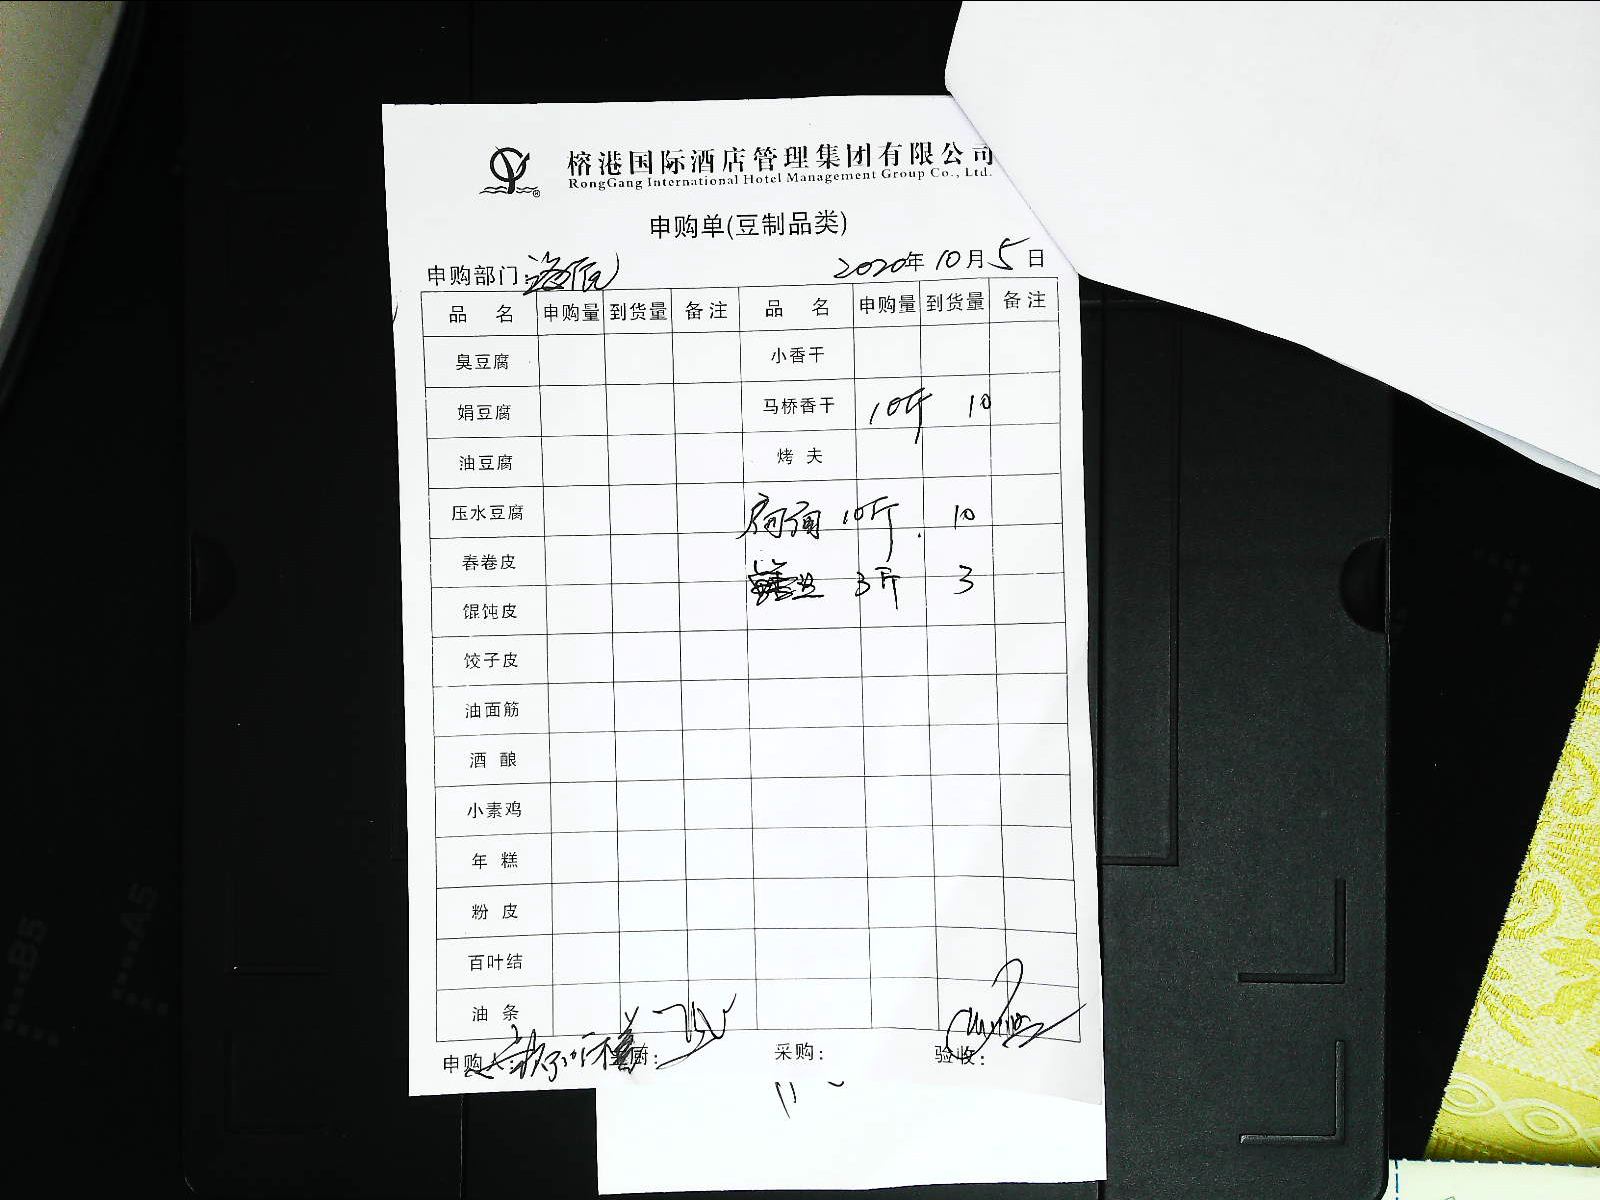 榕港国际酒店管理集团有限公司
RongGang International Hotel Management Group Co., Ltd.
申购单(豆制品类)
申购部门: 2020年 10月 5日
品 名 申购量 到货量 备注 品 名 申购量 到货量 备注
臭豆腐 小香干
娟豆腐 马桥香干 10斤 10
油豆腐 烤 夫
压水豆腐 10斤 10
春卷皮
馄饨皮 3斤 3
饺子皮
油面筋
酒 酿
小素鸡
年 糕
粉 皮
百叶结
油 条
申购 厨: 采购: 验收:
B5
A5